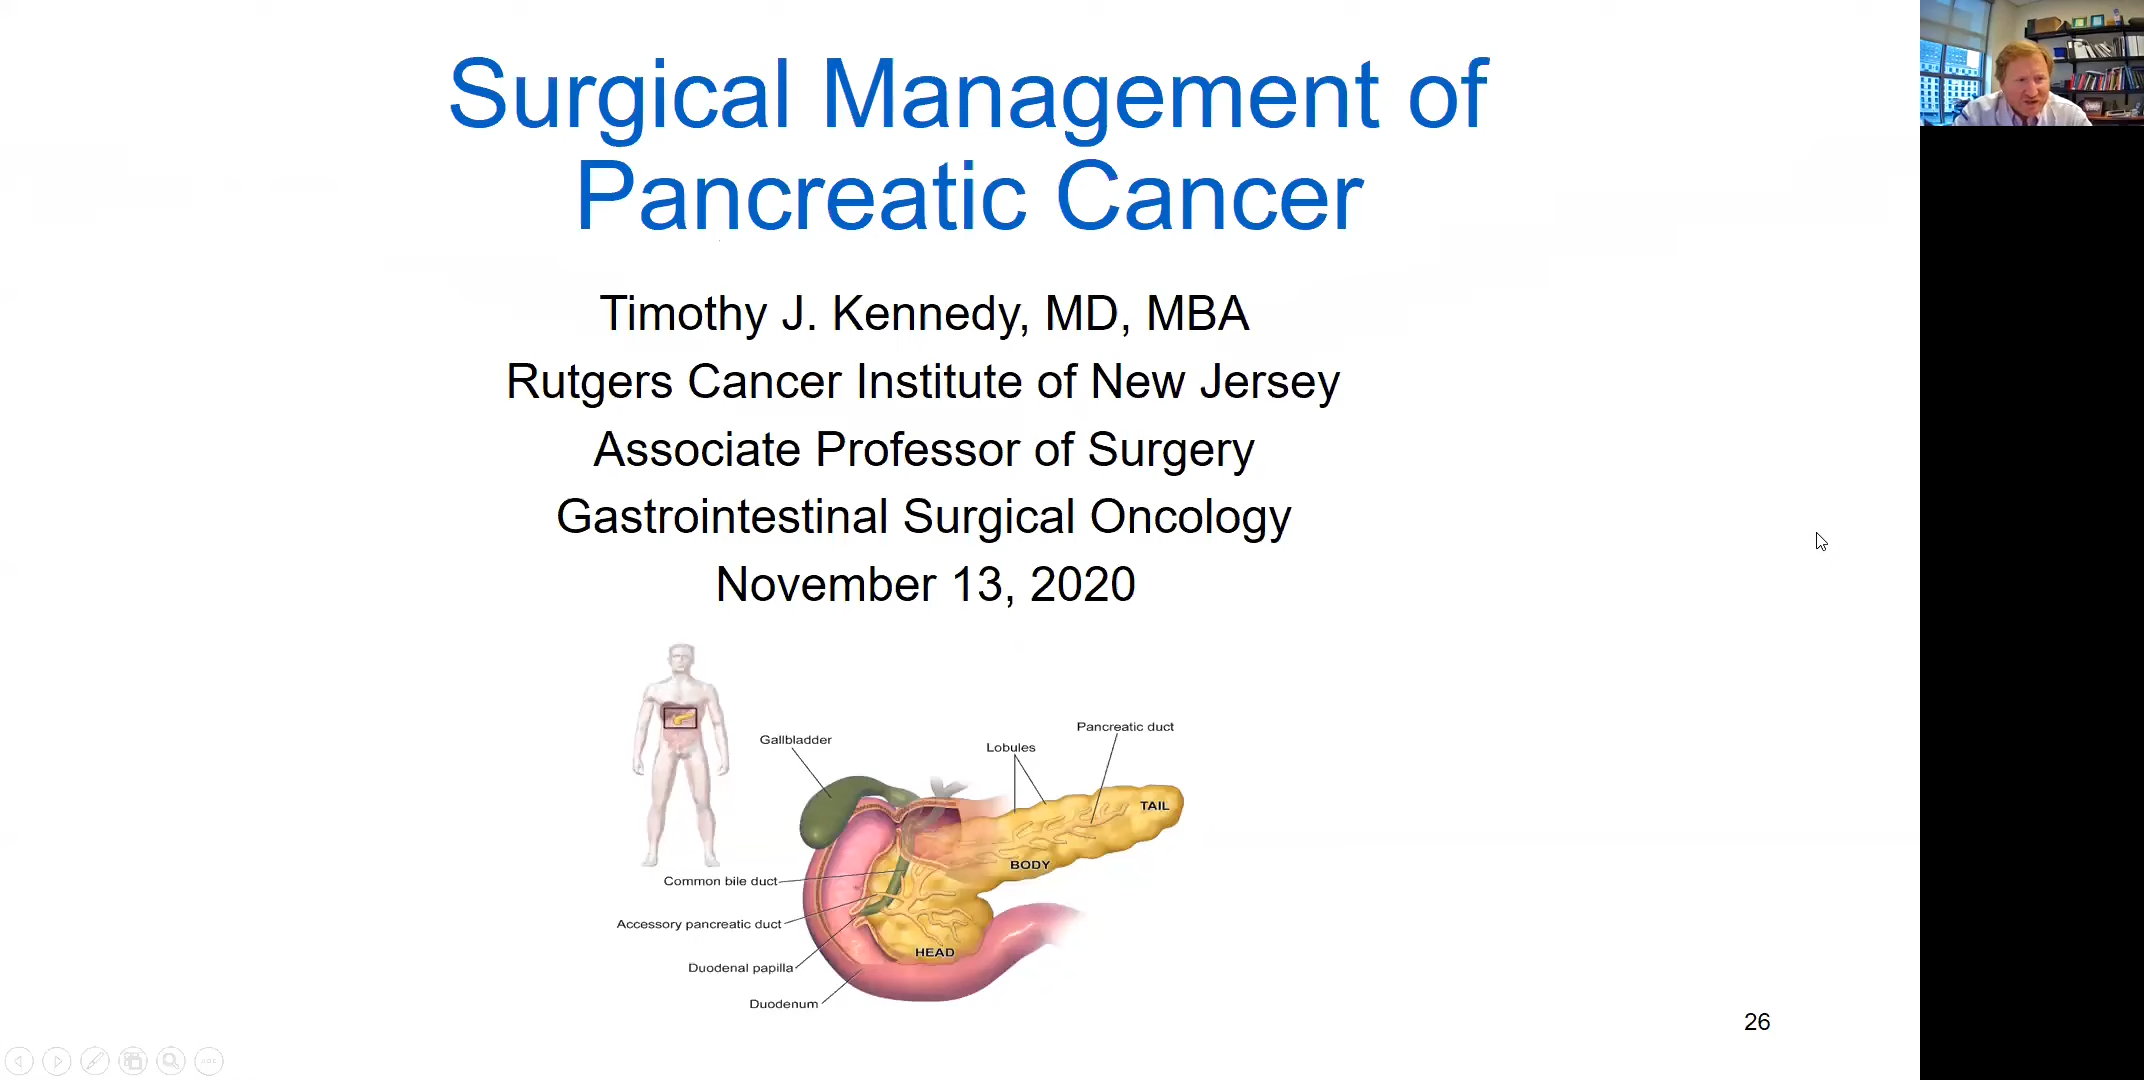 Surgical Management of
Pancreatic Cancer
Timothy J. Kennedy, MD, MBA
Rutgers Cancer Institute of New Jersey
Associate Professor of Surgery
Gastrointestinal Surgical Oncology
November 13, 2020
Pancreatic duct
Gallbladder
Lobules
TAIL
BODY
Common bile duct
Accessory pancreatic duct
HEAD
Duodenal papilla
Duodenum
26